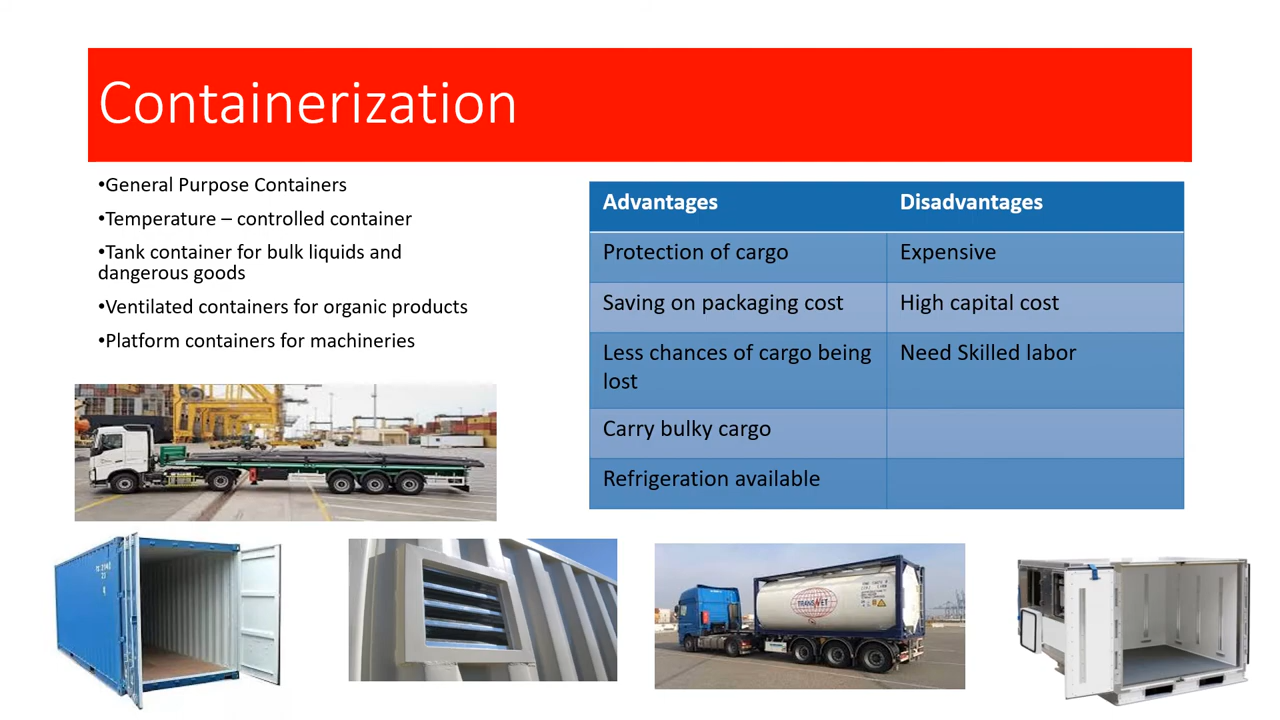 Containerization
•General Purpose Containers
•Temperature – controlled container
•Tank container for bulk liquids and
dangerous goods
•Ventilated containers for organic products
•Platform containers for machineries
Advantages
Disadvantages
Protection of cargo
Expensive
Saving on packaging cost
High capital cost
Less chances of cargo being
lost
Need Skilled labor
Carry bulky cargo
Refrigeration available